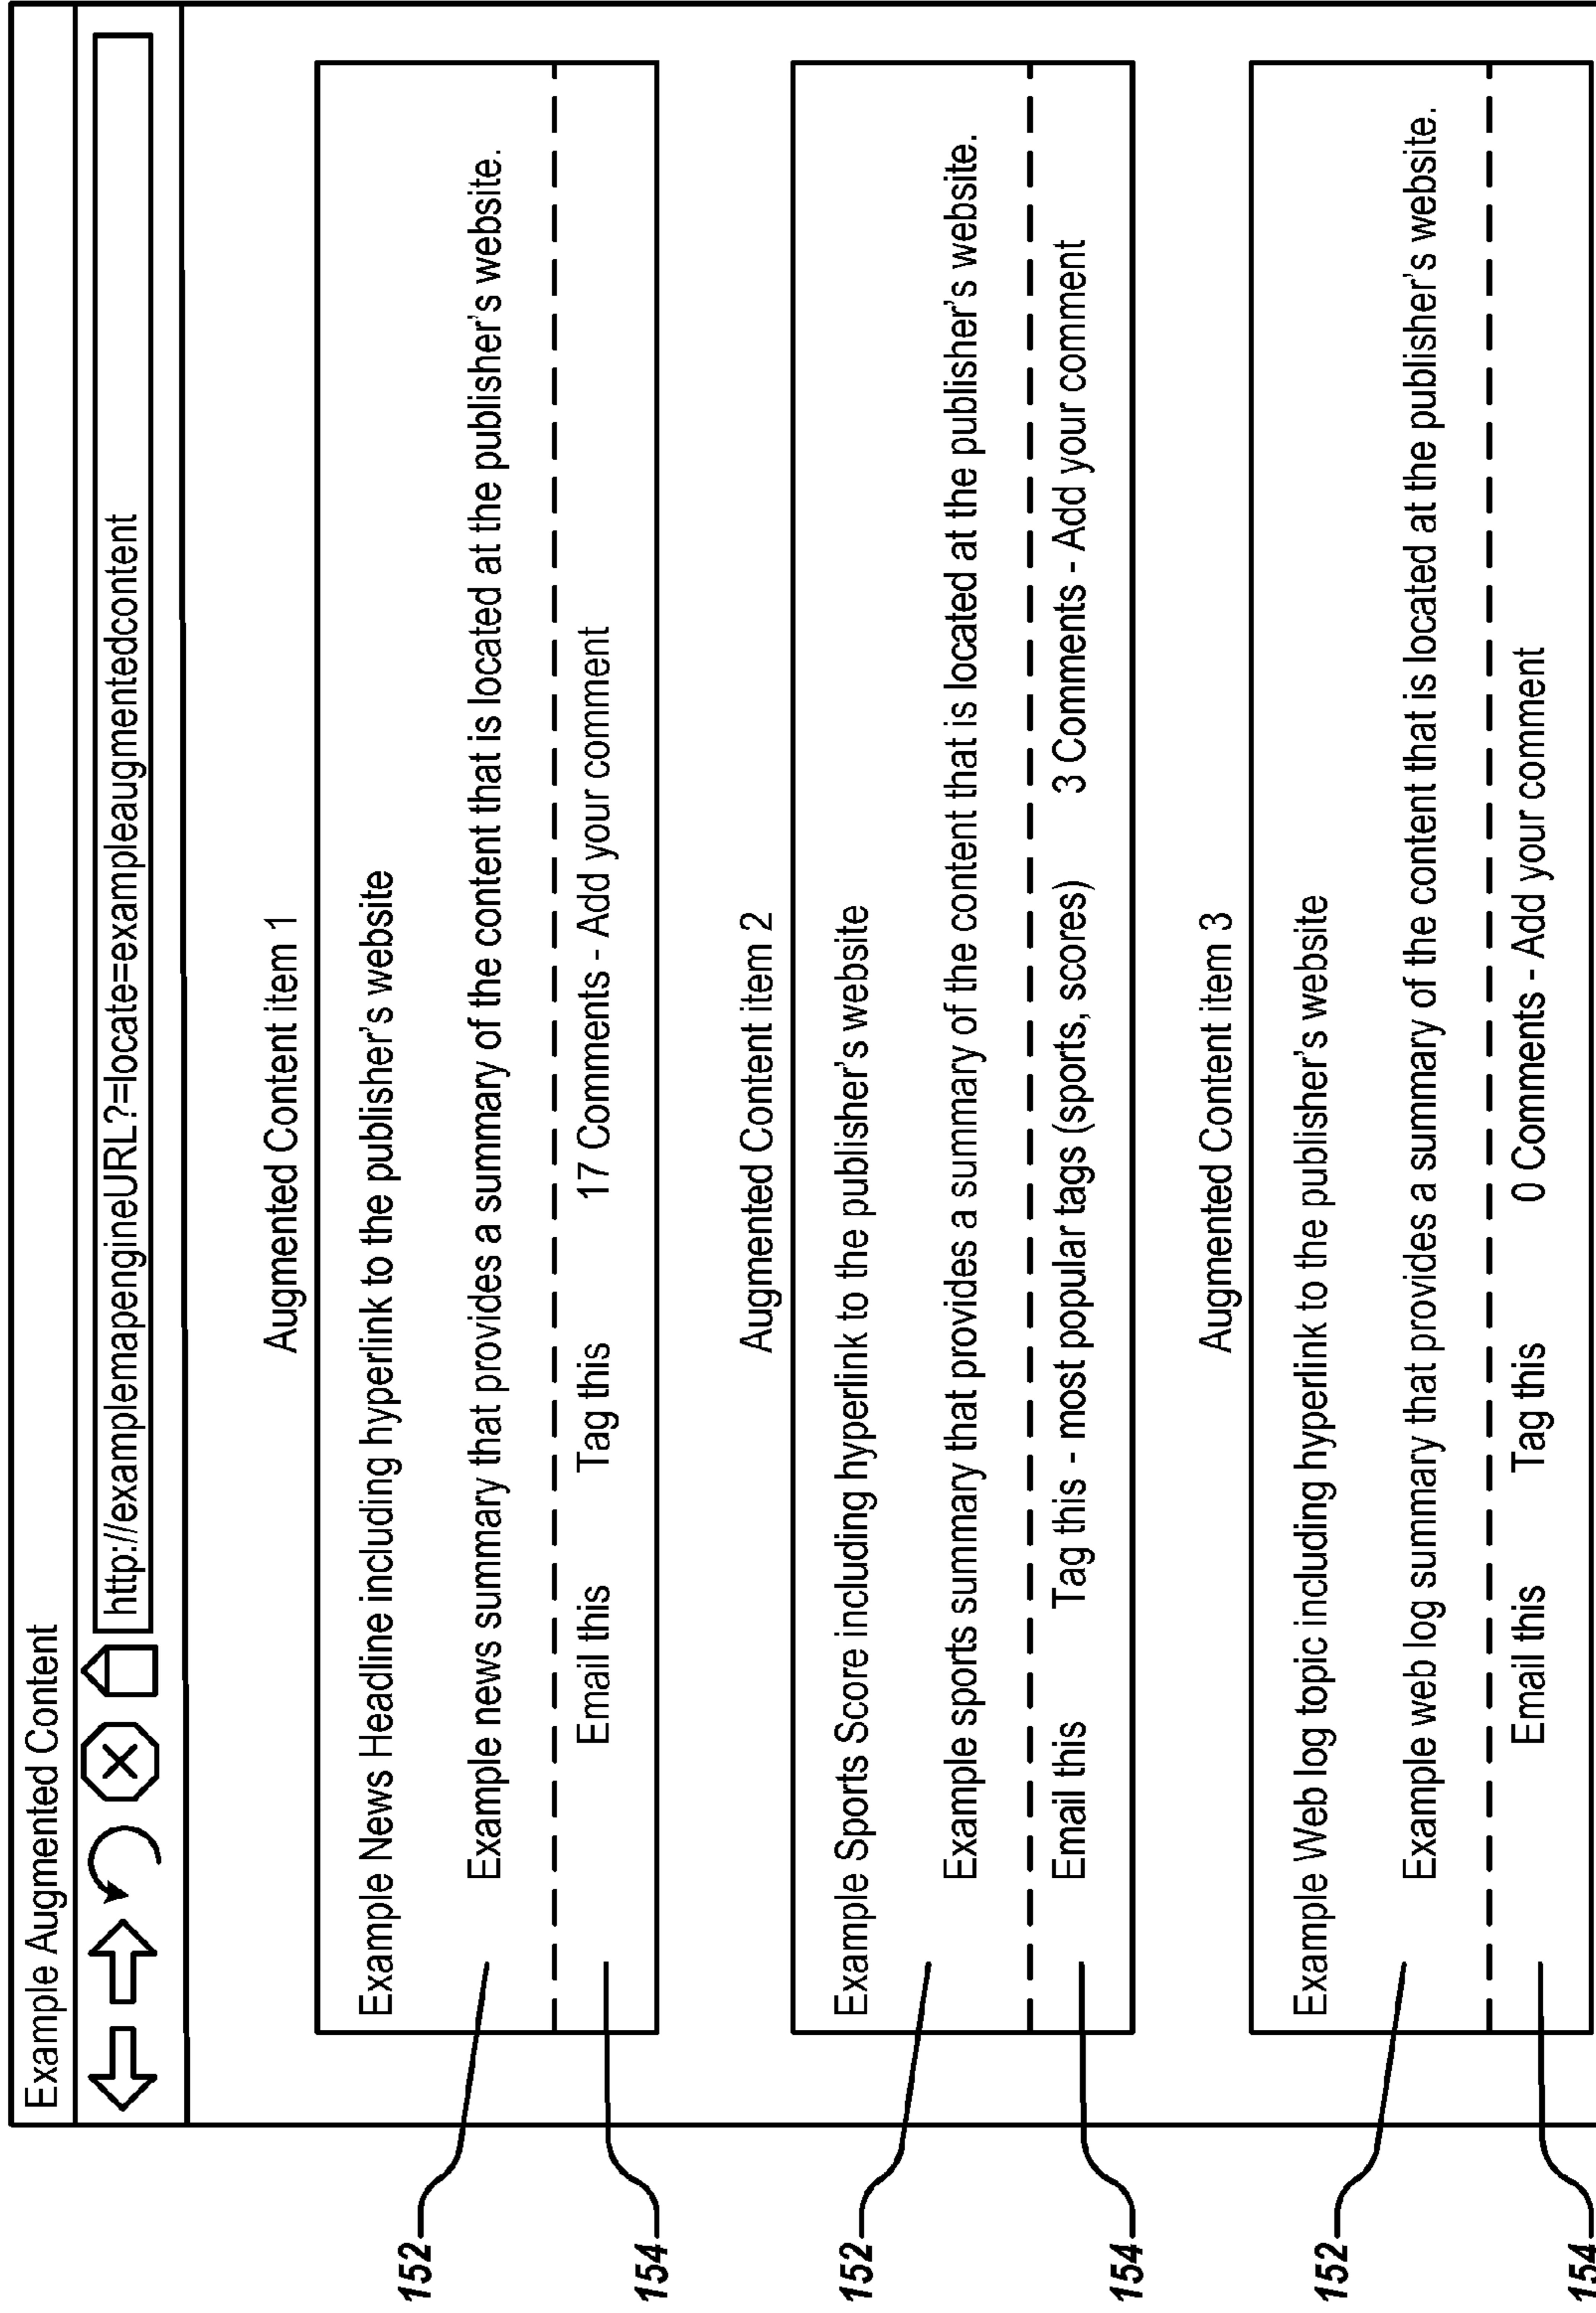 Example Augmented Content
http://examplemapengineURL?=locate=exampleaugmentedcontent
Augmented Content item 1
Example News Headline including hyperlink to the publisher's website
152
Example news summary that provides a summary of the content that is located at the publisher's website.
Email this Tag this 17 Comments - Add your comment
154
Augmented Content item 2
Example Sports Score including hyperlink to the publisher's website
152
Example sports summary that provides a summary of the content that is located at the publisher's website.
Email this Tag this - most popular tags (sports, scores) 3 Comments - Add your comment
154
Augmented Content item 3
Example Web log topic including hyperlink to the publisher's website
152
Example web log summary that provides a summary of the content that is located at the publisher's website.
Email this Tag this 0 Comments - Add your comment
154